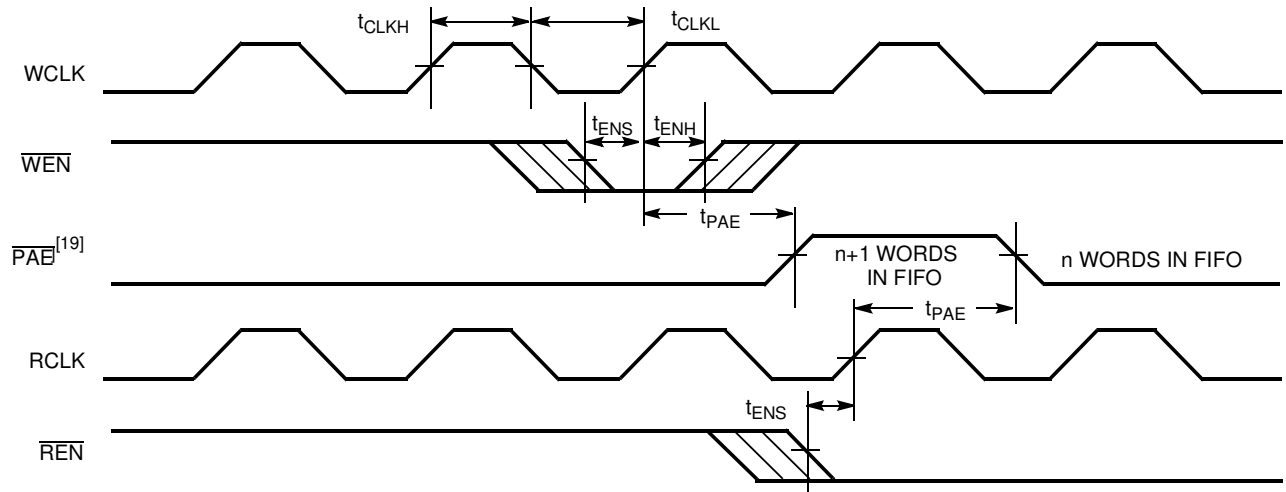 tCLKH
tCLKL
WCLK
tENS
tENH
WEN
tPAE
PAE[19]
n+1 WORDS
IN FIFO
n WORDS IN FIFO
tPAE
RCLK
tENS
REN